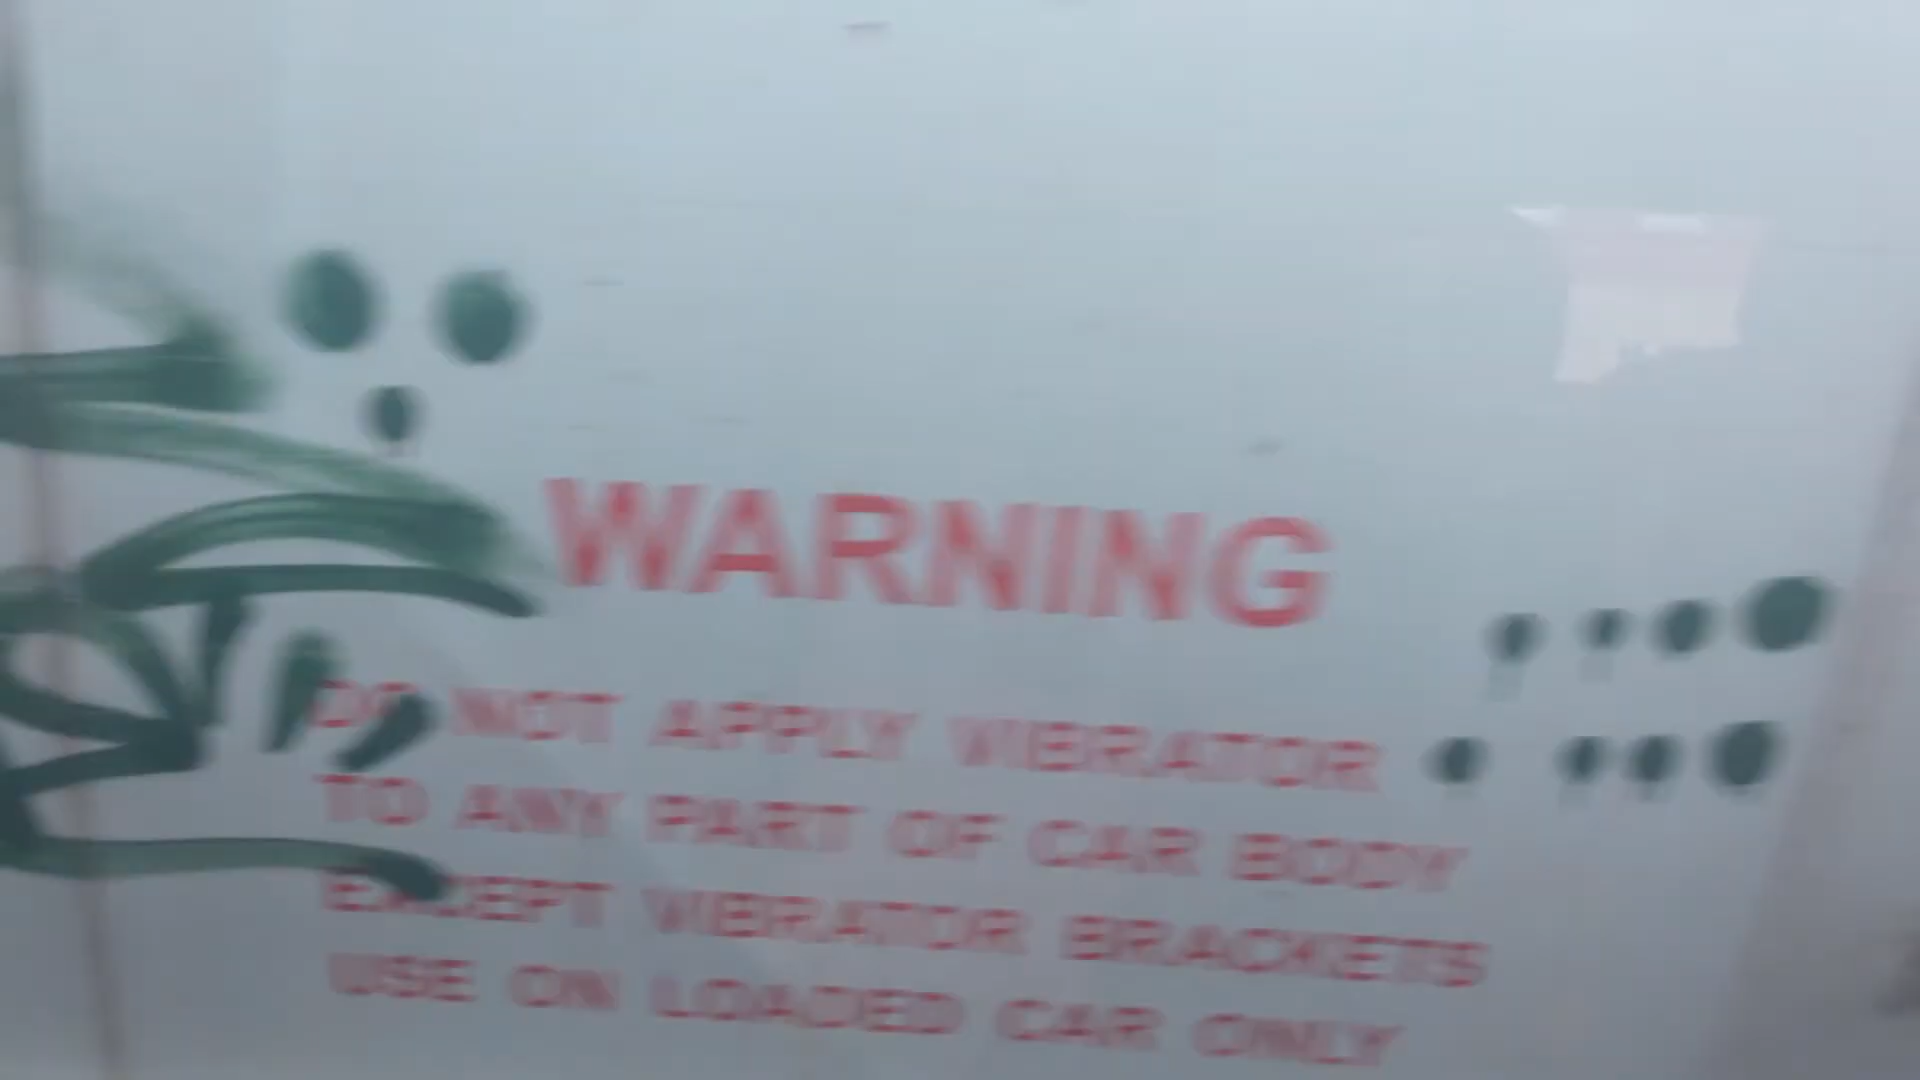 WARNING
DO NOT APPLY VIBRATOR
TO ANY PART OF CAR BODY
EXCEPT VIBRATOR BRACKETS
USE ON LOADED CAR ONLY